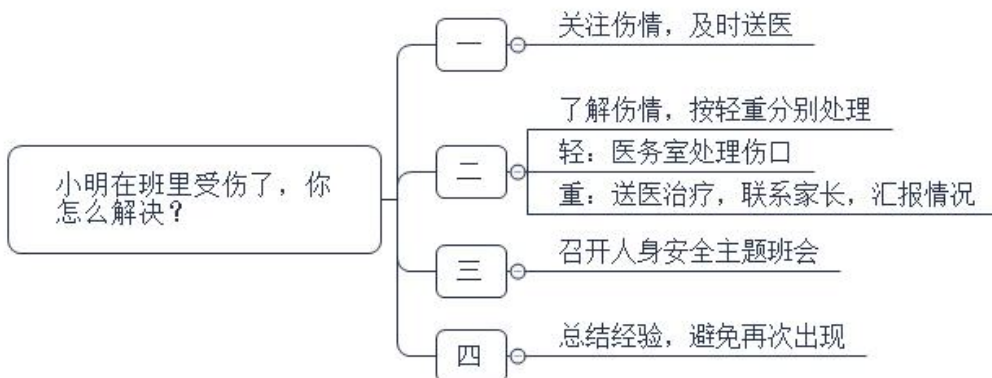 小明在班里受伤了，你
怎么解决？
一
关注伤情，及时送医
二
了解伤情，按轻重分别处理
轻：医务室处理伤口
重：送医治疗，联系家长，汇报情况
三
召开人身安全主题班会
四
总结经验，避免再次出现